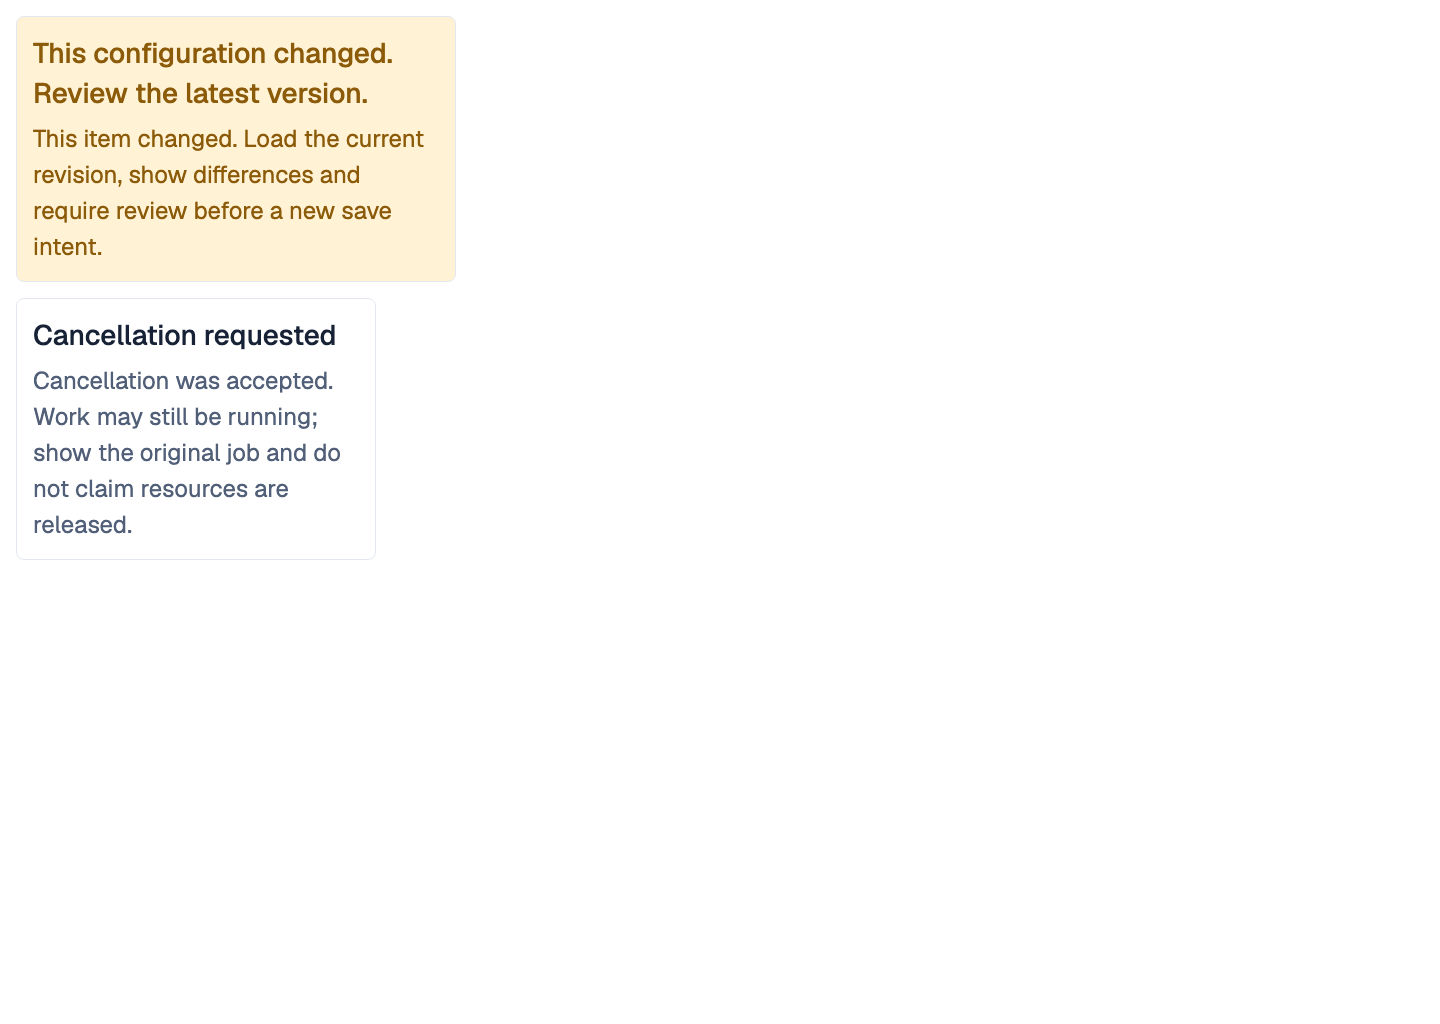 This configuration changed.
Review the latest version.
This item changed. Load the current
revision, show differences and
require review before a new save
intent.
Cancellation requested
Cancellation was accepted.
Work may still be running;
show the original job and do
not claim resources are
released.